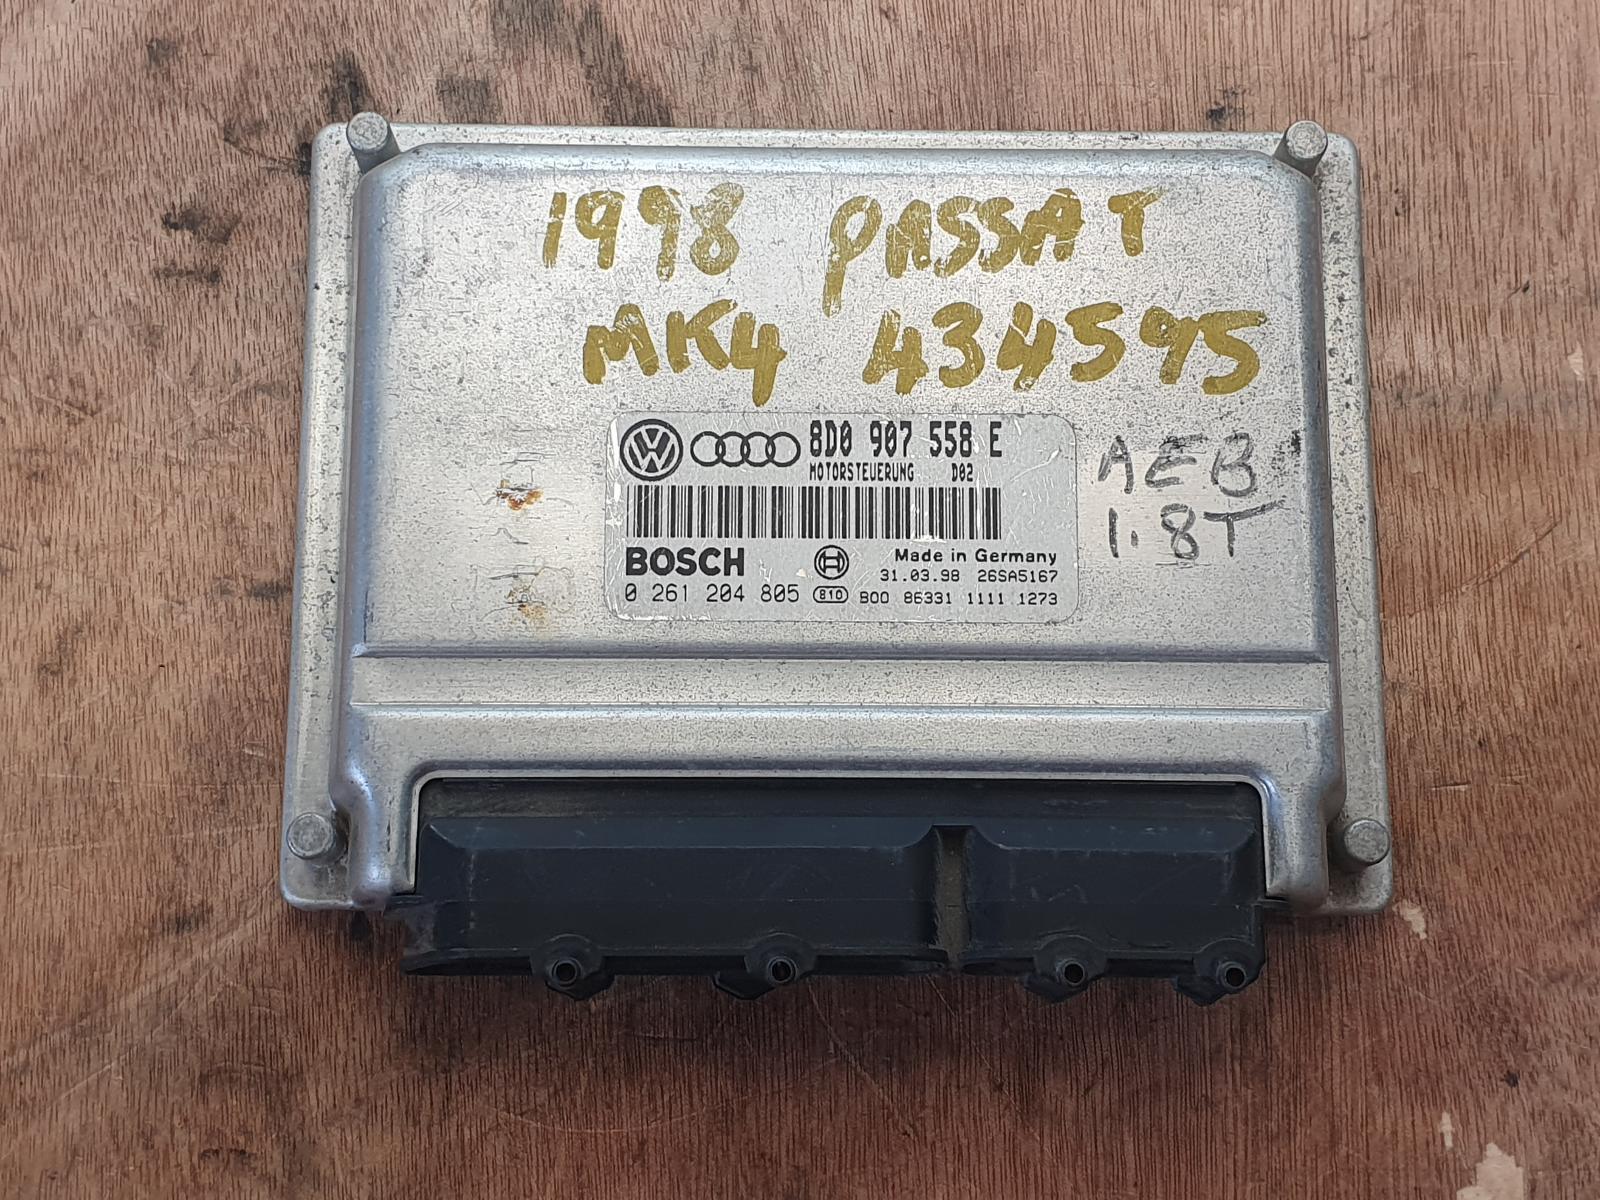 1998 PASSAT
MK4 434595
8D0 907 558 E
MOTORSTEUERUNG D02
AEB
1.8T
BOSCH
Made in Germany
31.03.98 26SA5167
0 261 204 805 810 B00 86331 1111 1273